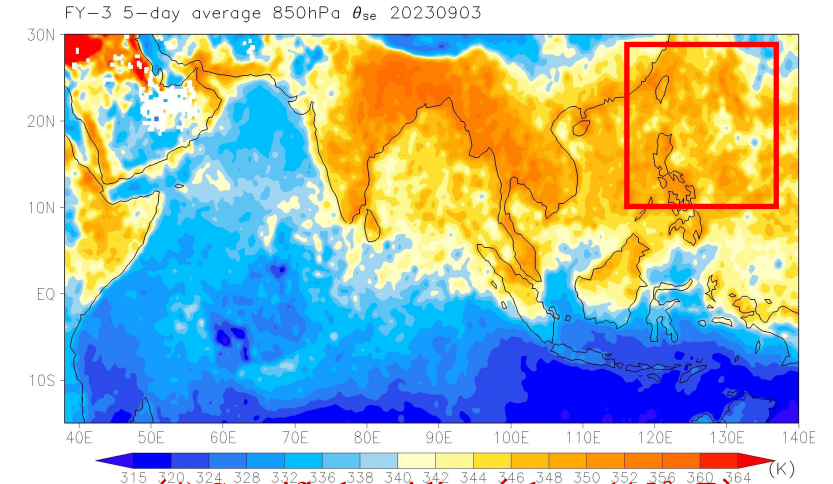 FY-3 5-day average 850hPa θse 20230903
30N
20N
10N
EQ
10S
40E 50E 60E 70E 80E 90E 100E 110E 120E 130E 140E
315 320 324 328 332 336 338 340 342 344 346 348 350 352 356 360 364 (K)